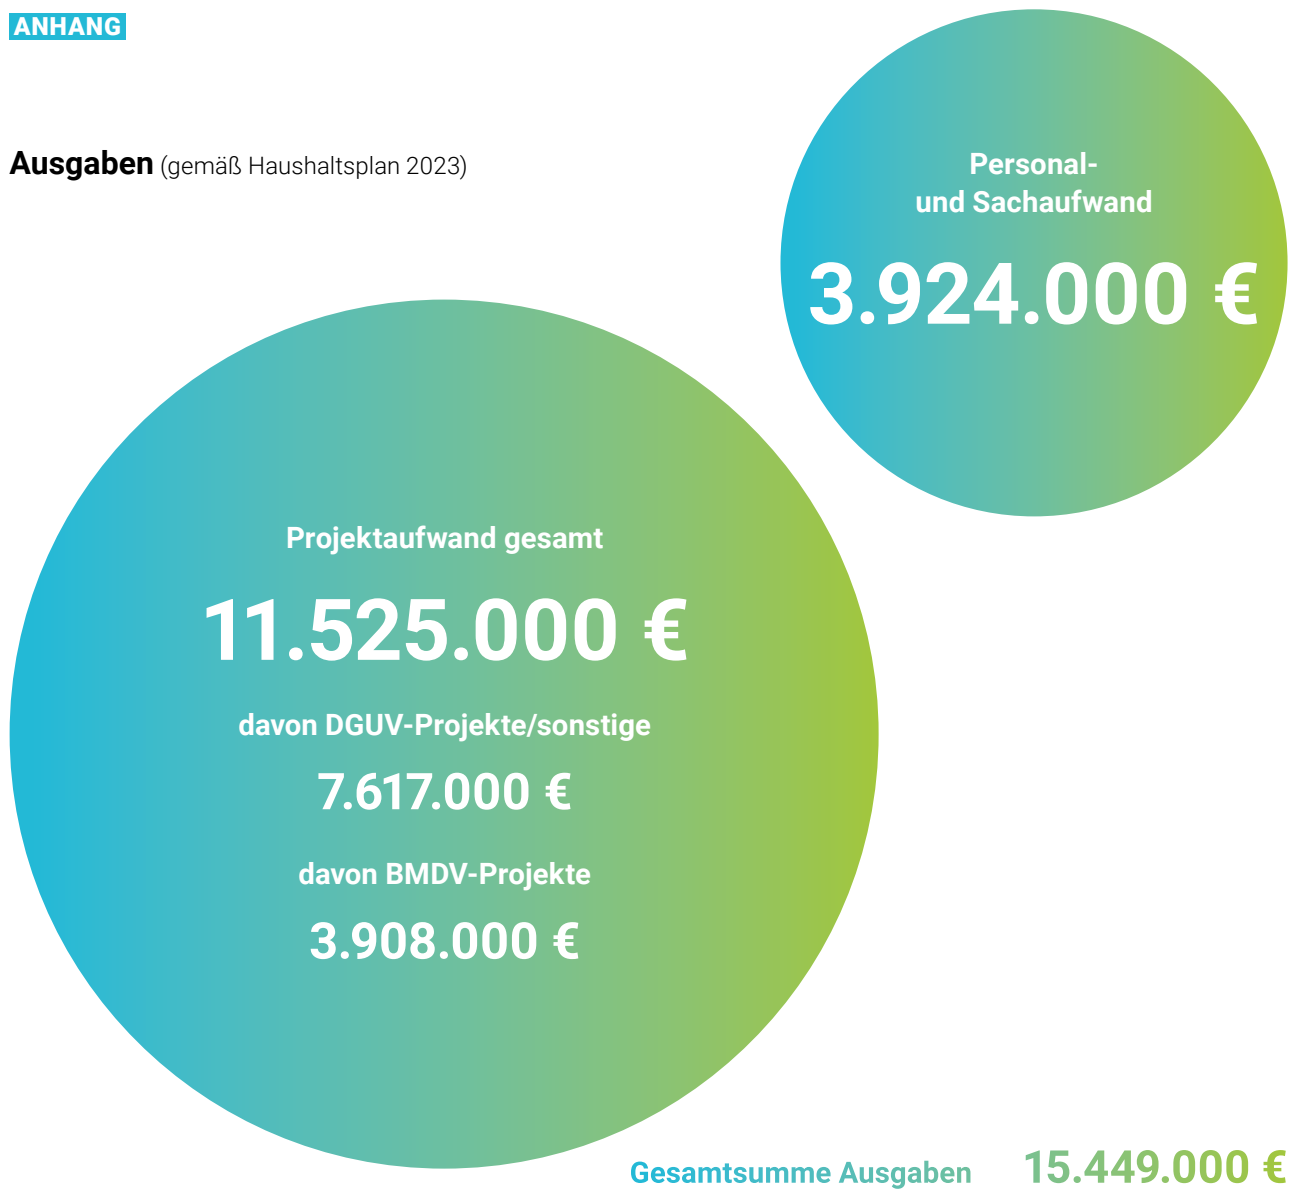 ANHANG
Ausgaben (gemäß Haushaltsplan 2023)
Personal-
und Sachaufwand
3.924.000 €
Projektaufwand gesamt
11.525.000 €
davon DGUV-Projekte/sonstige
7.617.000 €
davon BMDV-Projekte
3.908.000 €
Gesamtsumme Ausgaben 15.449.000 €